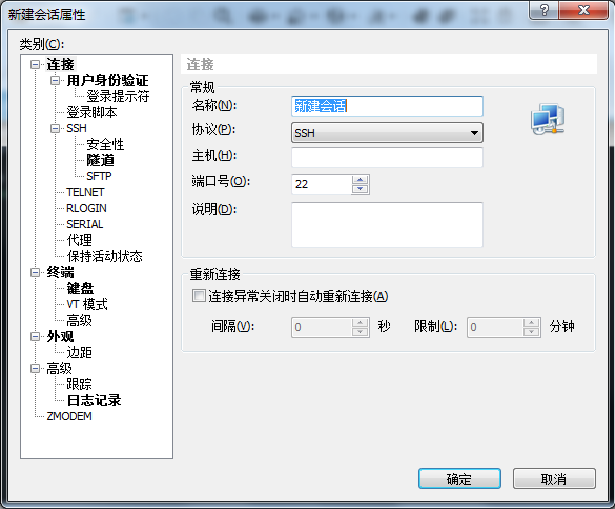 新建会话属性
类别(C):
连接
用户身份验证
登录提示符
登录脚本
SSH
安全性
隧道
SFTP
TELNET
RLOGIN
SERIAL
代理
保持活动状态
终端
键盘
VT 模式
高级
外观
边距
高级
跟踪
日志记录
ZMODEM
连接
常规
名称(N): 新建会话
协议(P): SSH
主机(H):
端口号(O): 22
说明(D):
重新连接
连接异常关闭时自动重新连接(A)
间隔(V): 0 秒 限制(L): 0 分钟
确定 取消